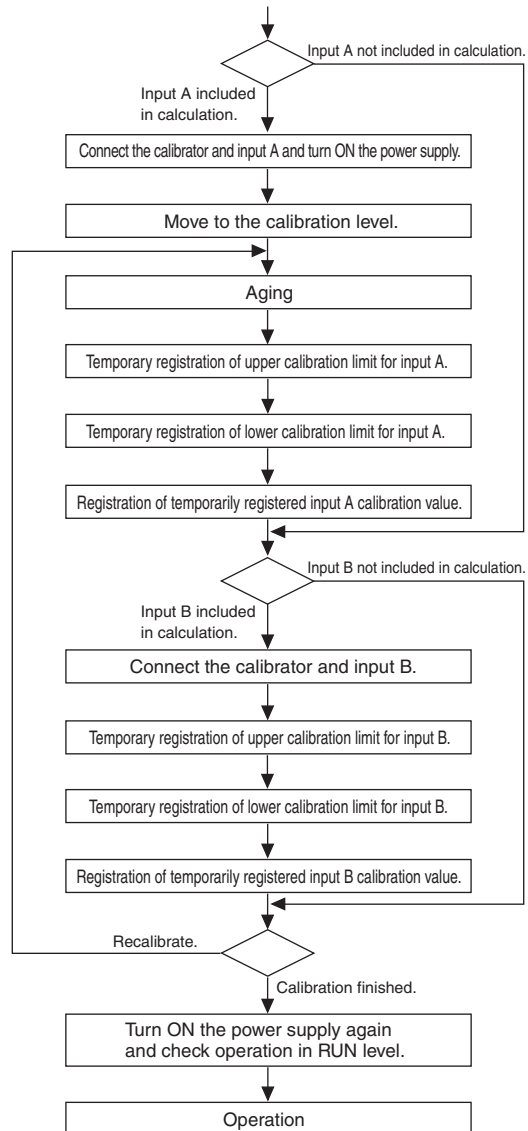 Input A not included in calculation.
Input A included
in calculation.
Connect the calibrator and input A and turn ON the power supply.
Move to the calibration level.
Aging
Temporary registration of upper calibration limit for input A.
Temporary registration of lower calibration limit for input A.
Registration of temporarily registered input A calibration value.
Input B not included in calculation.
Input B included
in calculation.
Connect the calibrator and input B.
Temporary registration of upper calibration limit for input B.
Temporary registration of lower calibration limit for input B.
Registration of temporarily registered input B calibration value.
Recalibrate.
Calibration finished.
Turn ON the power supply again
and check operation in RUN level.
Operation